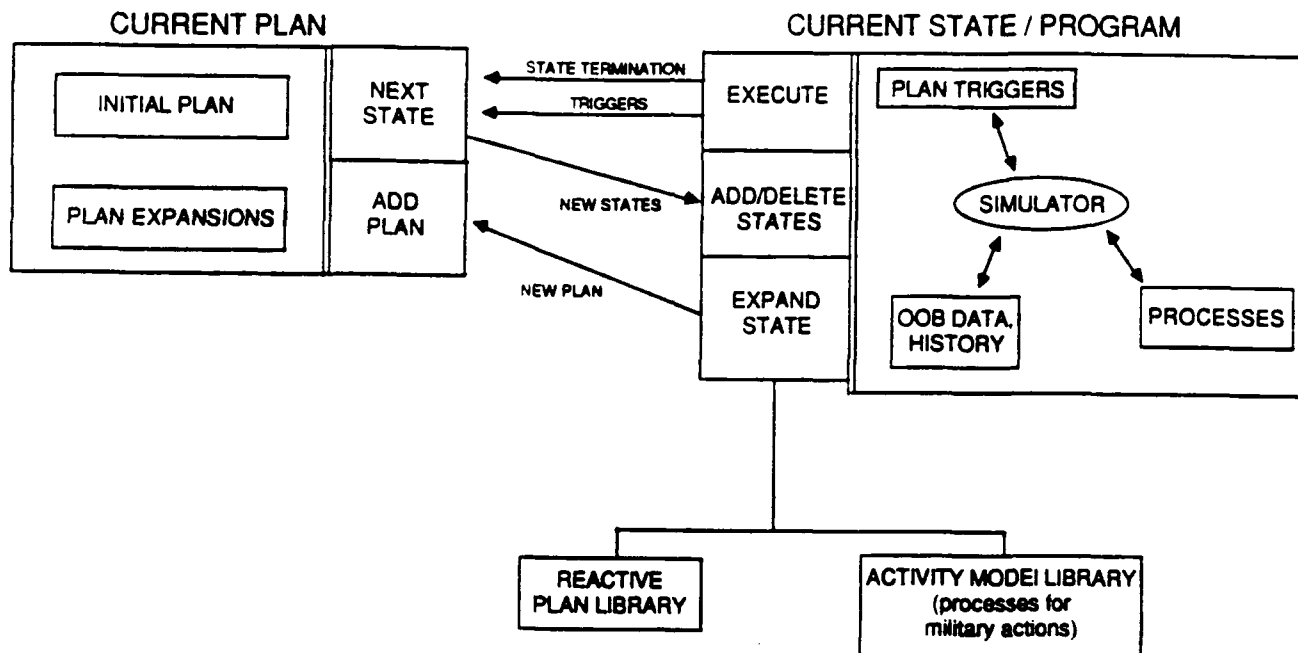 CURRENT PLAN
CURRENT STATE / PROGRAM
INITIAL PLAN
PLAN EXPANSIONS
NEXT
STATE
ADD
PLAN
STATE TERMINATION
TRIGGERS
NEW STATES
NEW PLAN
EXECUTE
ADD/DELETE
STATES
EXPAND
STATE
PLAN TRIGGERS
SIMULATOR
OOB DATA,
HISTORY
PROCESSES
REACTIVE
PLAN LIBRARY
ACTIVITY MODEL LIBRARY
(processes for
military actions)